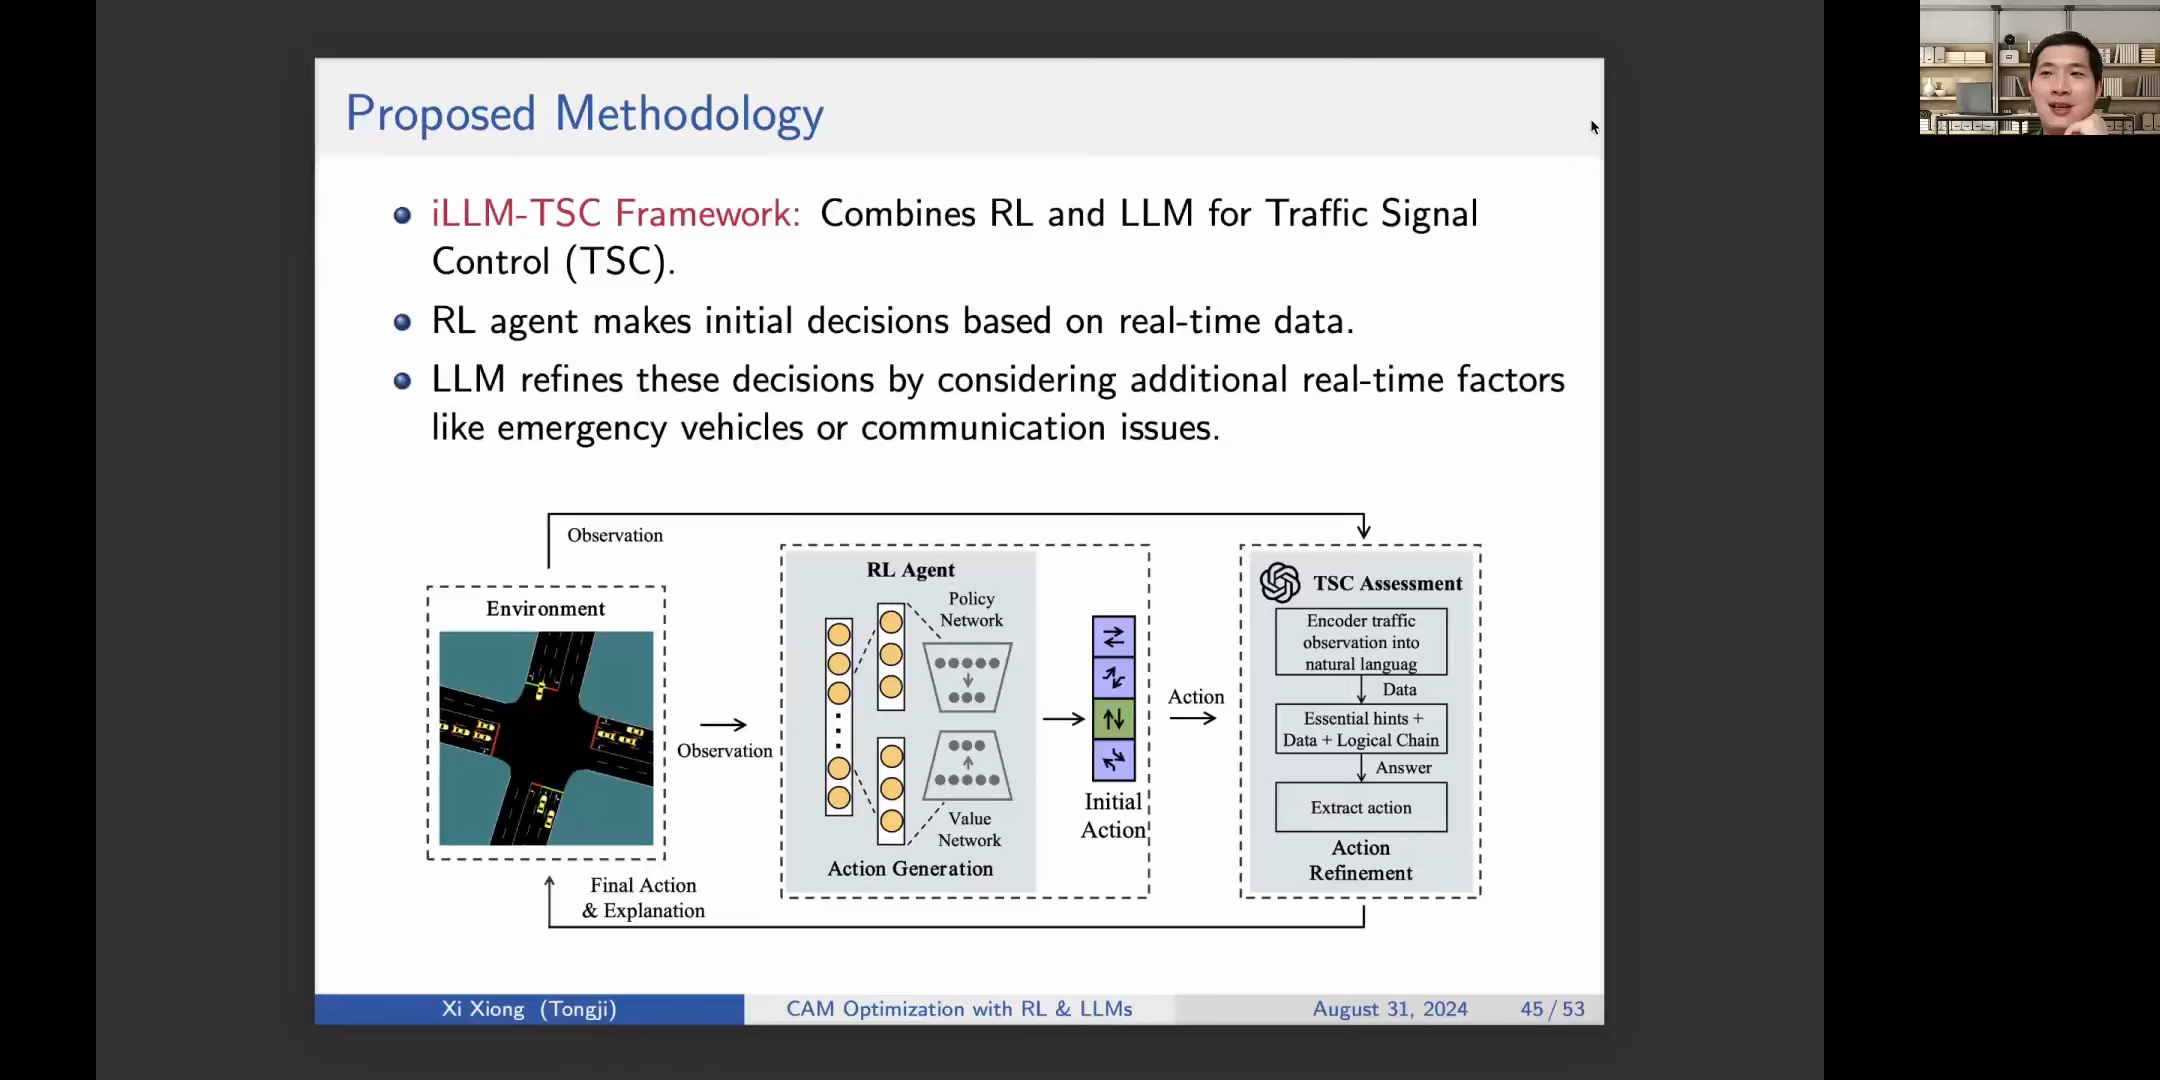 Proposed Methodology
iLLM-TSC Framework: Combines RL and LLM for Traffic Signal
Control (TSC).
RL agent makes initial decisions based on real-time data.
LLM refines these decisions by considering additional real-time factors
like emergency vehicles or communication issues.
Observation
Environment
Observation
Final Action
& Explanation
RL Agent
Policy
Network
Value
Network
Action Generation
Initial
Action
Action
TSC Assessment
Encoder traffic
observation into
natural languag
Data
Essential hints +
Data + Logical Chain
Answer
Extract action
Action
Refinement
Xi Xiong (Tongji)
CAM Optimization with RL & LLMs
August 31, 2024
45 / 53